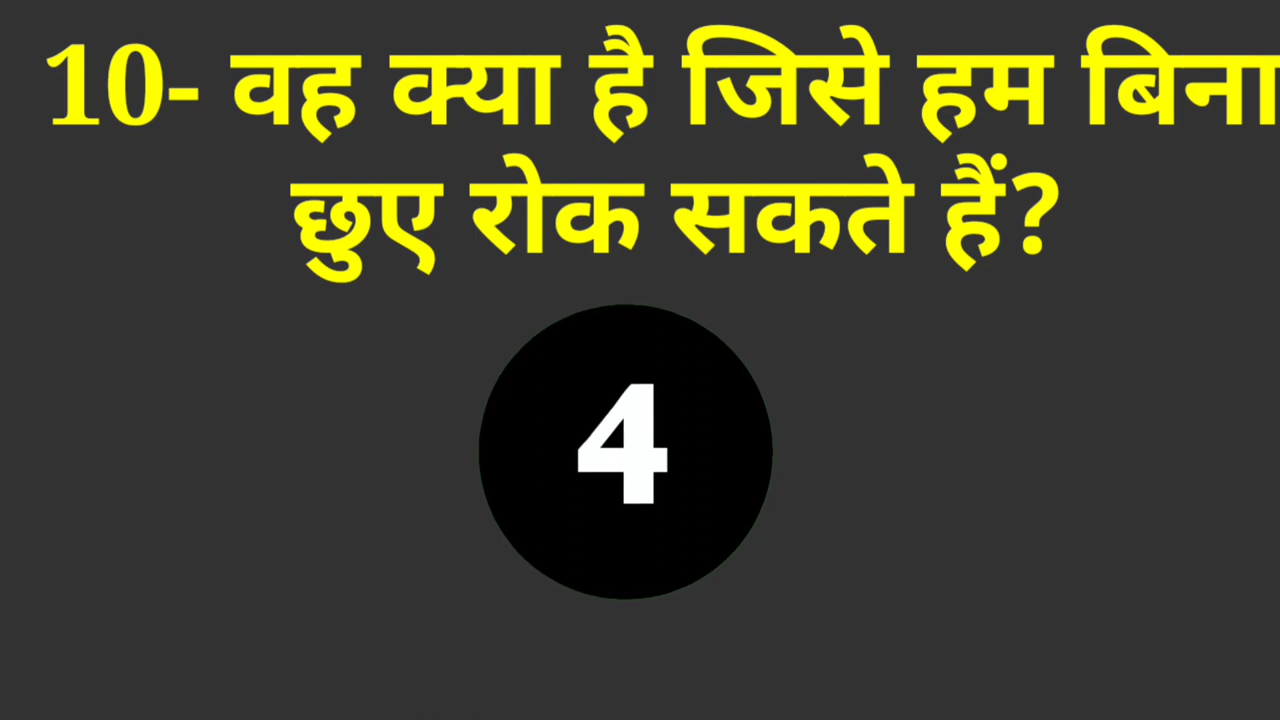 10- वह क्या है जिसे हम बिना
छुए रोक सकते हैं?
4